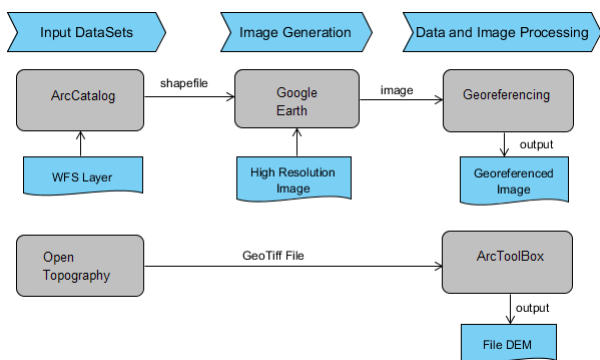 Input DataSets
Image Generation
Data and Image Processing
ArcCatalog
shapefile
Google
Earth
image
Georeferencing
output
WFS Layer
High Resolution
Image
Georeferenced
Image
Open
Topography
GeoTiff File
ArcToolBox
output
File DEM